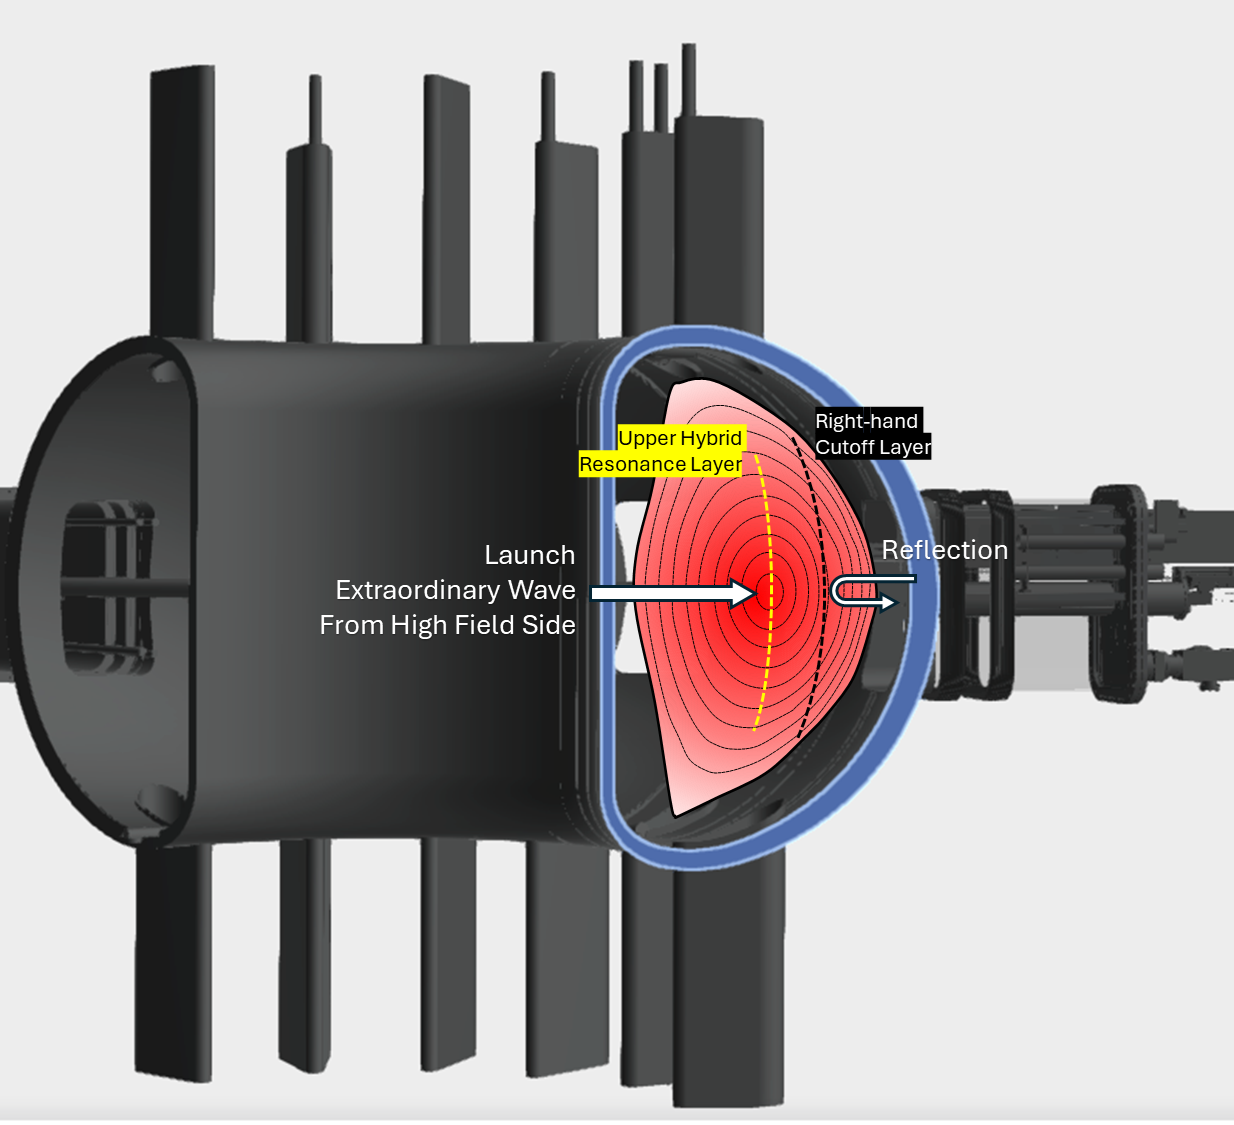 Right-hand
Cutoff Layer
Upper Hybrid
Resonance Layer
Reflection
Launch
Extraordinary Wave
From High Field Side